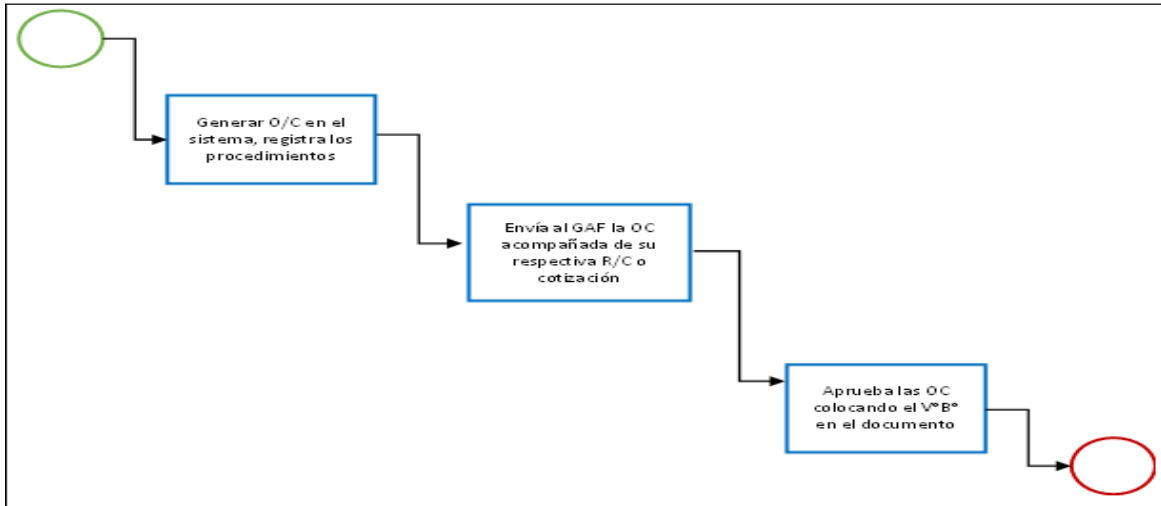 Generar O/C en el
sistema, registra los
procedimientos
Envía al GAF la OC
acompañada de su
respectiva R/C o
cotización
Aprueba las OC
colocando el V°B°
en el documento